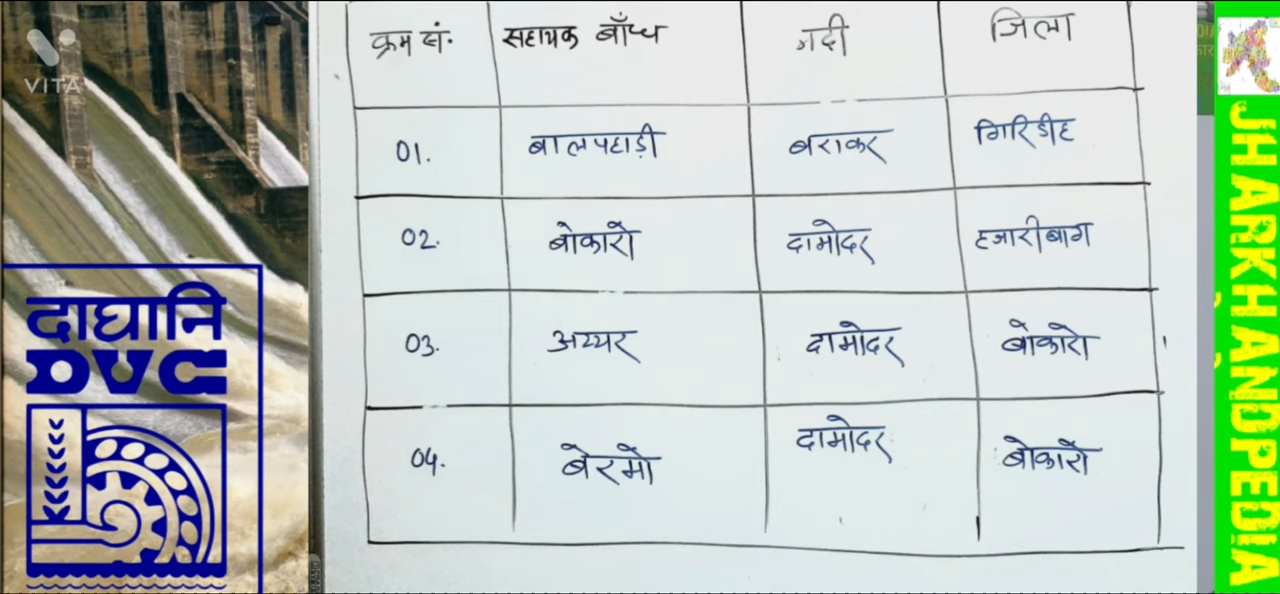 VITA
क्रम सं. सहायक बाँध नदी जिला
01. बालपहाड़ी बराकर गिरिडीह
02. बोकारो दामोदर हजारीबाग
03. अय्यर दामोदर बोकारो
04. बेरमो दामोदर बोकारो
दाघानि
DVC
JHARKHANDPEDIA